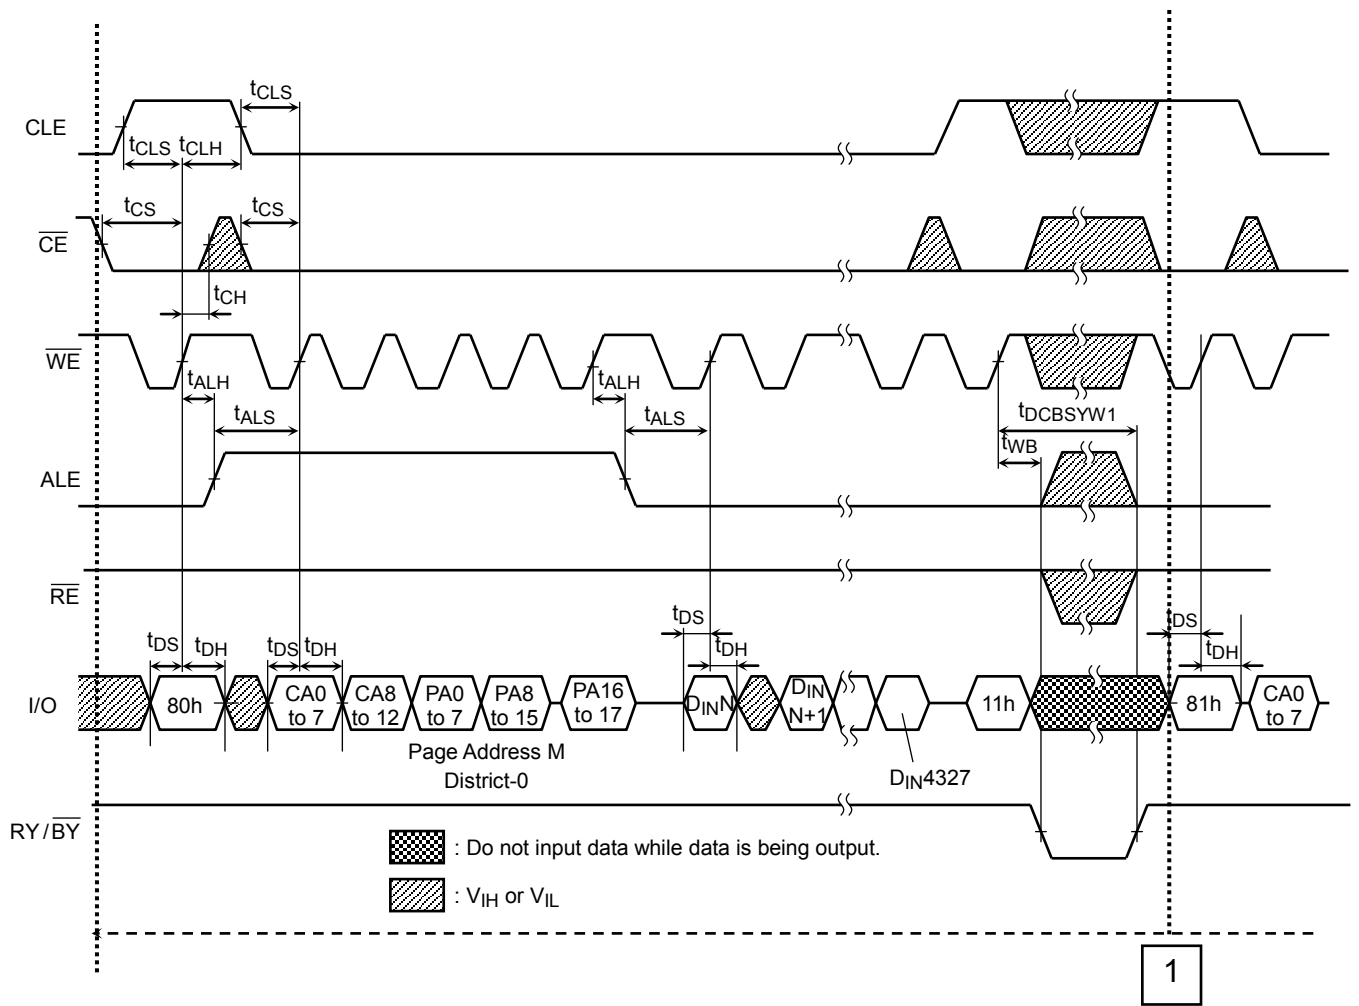 tCLS
CLE
tCLS tCLH
tCS tCS
CE
tCH
WE
tALH tALH
tALS tALS tDCBSYW1
tWB
ALE
RE
tDS tDS
tDS tDH tDS tDH tDH tDH
I/O 80h CA0 to 7 CA8 to 12 PA0 to 7 PA8 to 15 PA16 to 17 DINN DIN N+1 11h 81h CA0 to 7
Page Address M
District-0
DIN4327
RY/BY
: Do not input data while data is being output.
: VIH or VIL
1